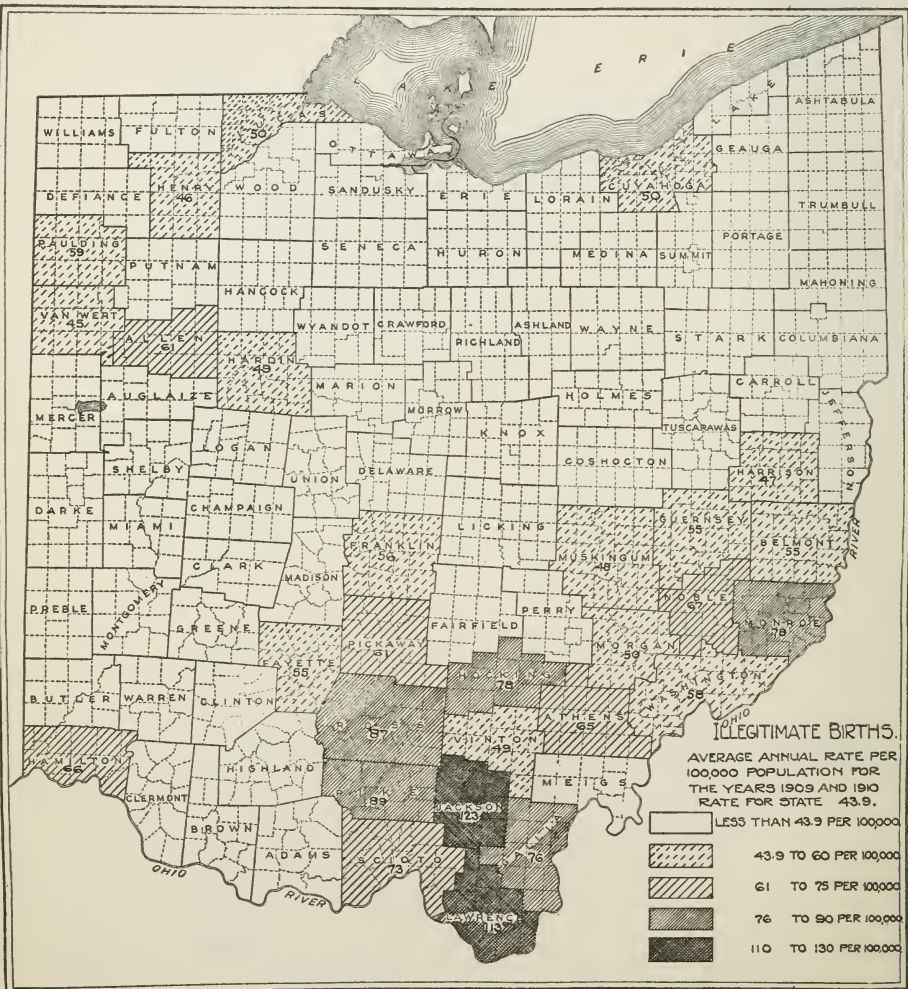 LAKE ERIE
WILLIAMS
FULTON
LUCAS
50
OTTAWA
LAKE
ASHTABULA
GEAUGA
CUYAHOGA
50
DEFIANCE
HENRY
46
WOOD
SANDUSKY
ERIE
LORAIN
TRUMBULL
PAULDING
59
PUTNAM
SENECA
HURON
MEDINA
SUMMIT
PORTAGE
MAHONING
HANCOCK
VAN WERT
45
ALLEN
61
HARDIN
49
WYANDOT
CRAWFORD
RICHLAND
ASHLAND
WAYNE
STARK
COLUMBIANA
MERCER
AUGLAIZE
MARION
MORROW
HOLMES
CARROLL
JEFFERSON
LOGAN
UNION
KNOX
TUSCARAWAS
SHELBY
DELAWARE
COSHOCTON
HARRISON
47
DARKE
MIAMI
CHAMPAIGN
LICKING
GUERNSEY
55
BELMONT
55
RIVER
CLARK
MADISON
FRANKLIN
56
MUSKINGUM
48
PREBLE
MONTGOMERY
GREENE
FAIRFIELD
PERRY
NOBLE
67
MONROE
79
FAYETTE
55
PICKAWAY
61
MORGAN
50
WASHINGTON
58
BUTLER
WARREN
CLINTON
HOCKING
78
ATHENS
65
ROSS
87
VINTON
49
MEIGS
HAMILTON
66
HIGHLAND
PIKE
89
JACKSON
123
GALLIA
76
CLERMONT
BROWN
ADAMS
SCIOTO
73
LAWRENC
113
OHIO
RIVER
OHIO
ILLEGITIMATE BIRTHS.
AVERAGE ANNUAL RATE PER
100,000 POPULATION FOR
THE YEARS 1909 AND 1910
RATE FOR STATE 43.9.
LESS THAN 43.9 PER 100,000
43.9 TO 60 PER 100,000
61 TO 75 PER 100,000
76 TO 90 PER 100,000
110 TO 130 PER 100,000